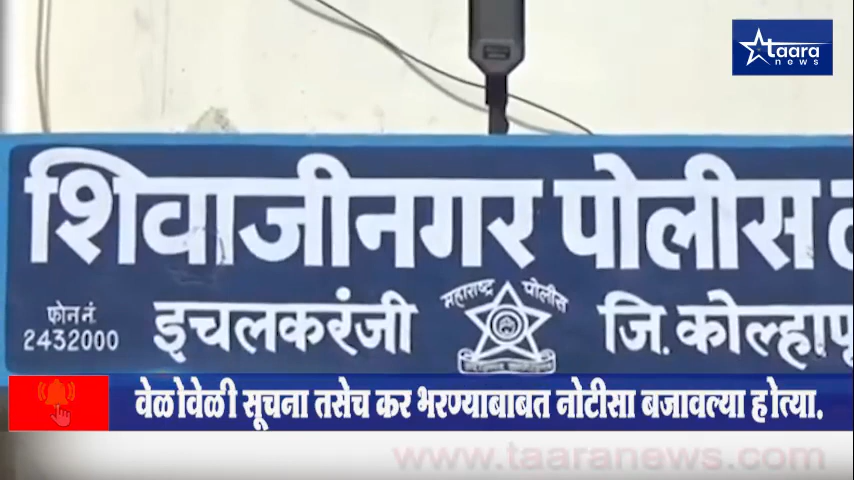 taara
news
शिवाजीनगर पोलीस
महाराष्ट्र पोलीस
फोन नं.
2432000
इचलकरंजी
जि. कोल्हापू
वेळोवेळी सूचना तसेच कर भरण्याबाबत नोटीसा बजावल्या होत्या.
www.taaranews.com